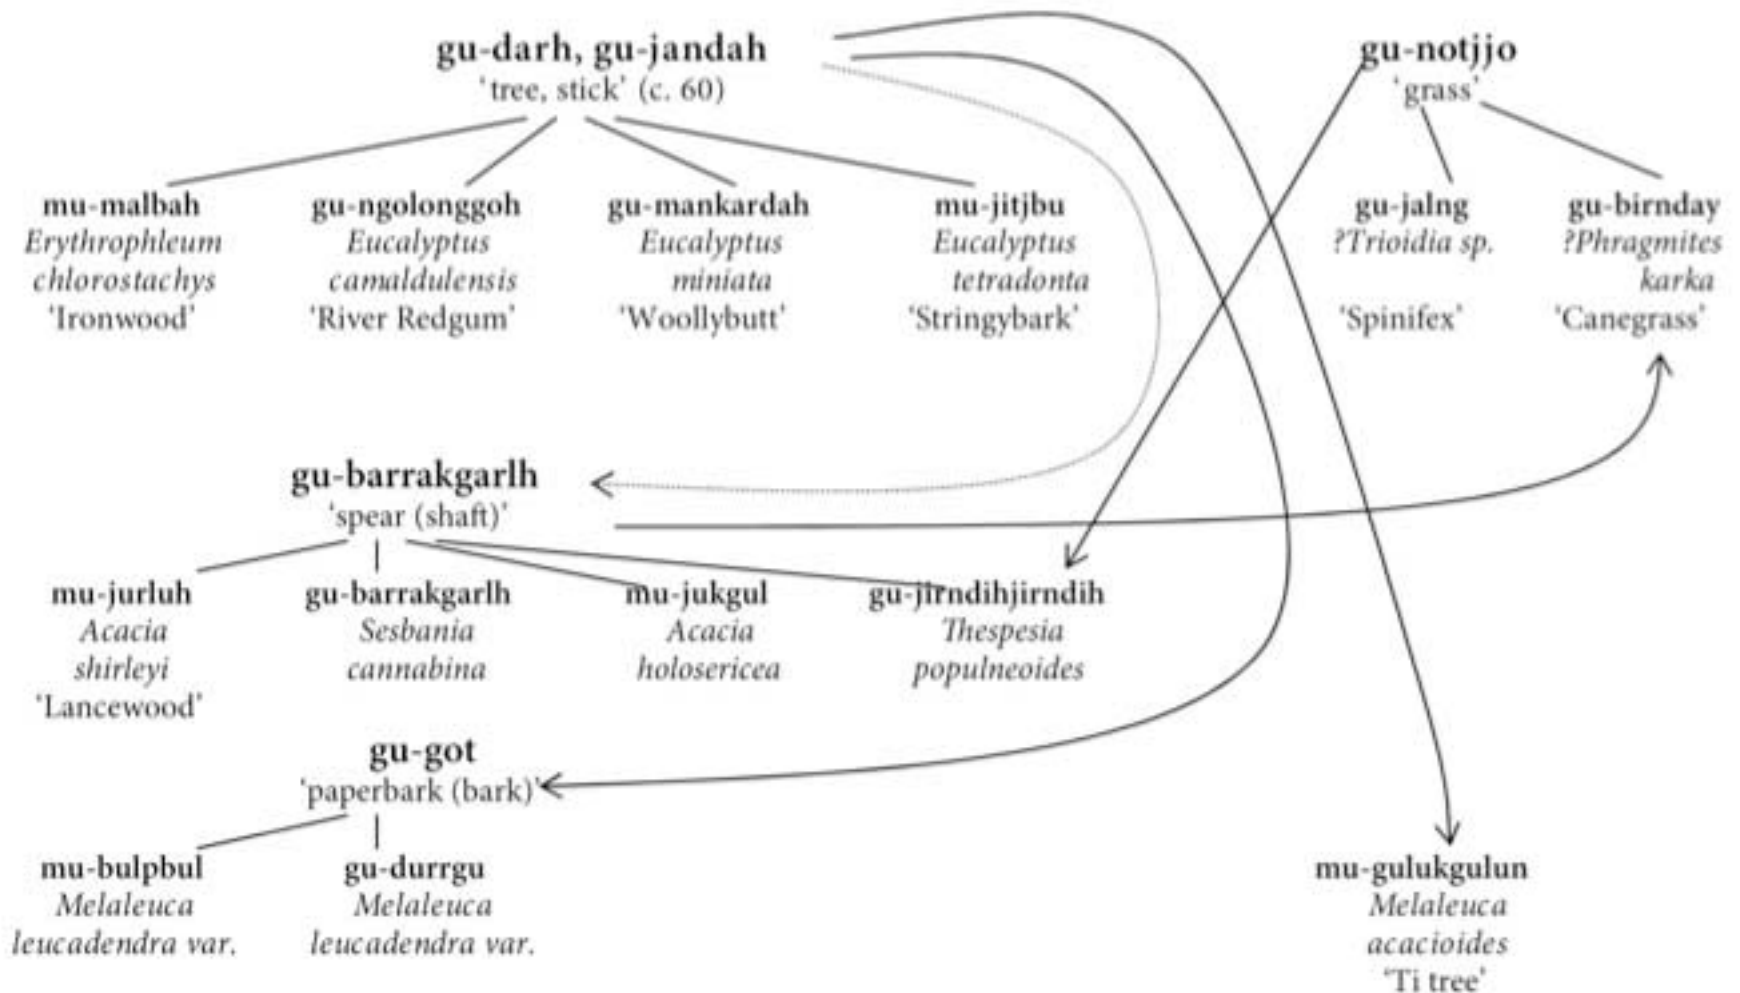 gu-darh, gu-jandah
‘tree, stick’ (c. 60)
gu-notjjo
‘grass’
mu-malbah
Erythrophleum
chlorostachys
‘Ironwood’
gu-ngolonggoh
Eucalyptus
camaldulensis
‘River Redgum’
gu-mankardah
Eucalyptus
miniata
‘Woollybutt’
mu-jitjbu
Eucalyptus
tetradonta
‘Stringybark’
gu-jalng
?Trioidia sp.
‘Spinifex’
gu-birnday
?Phragmites
karka
‘Canegrass’
gu-barrakgarlh
‘spear (shaft)’
mu-jurluh
Acacia
shirleyi
‘Lancewood’
gu-barrakgarlh
Sesbania
cannabina
mu-jukgul
Acacia
holosericea
gu-jirndihjirndih
Thespesia
populneoides
gu-got
‘paperbark (bark)’
mu-bulpbul
Melaleuca
leucadendra var.
gu-durrgu
Melaleuca
leucadendra var.
mu-gulukgulun
Melaleuca
acacioides
‘Ti tree’